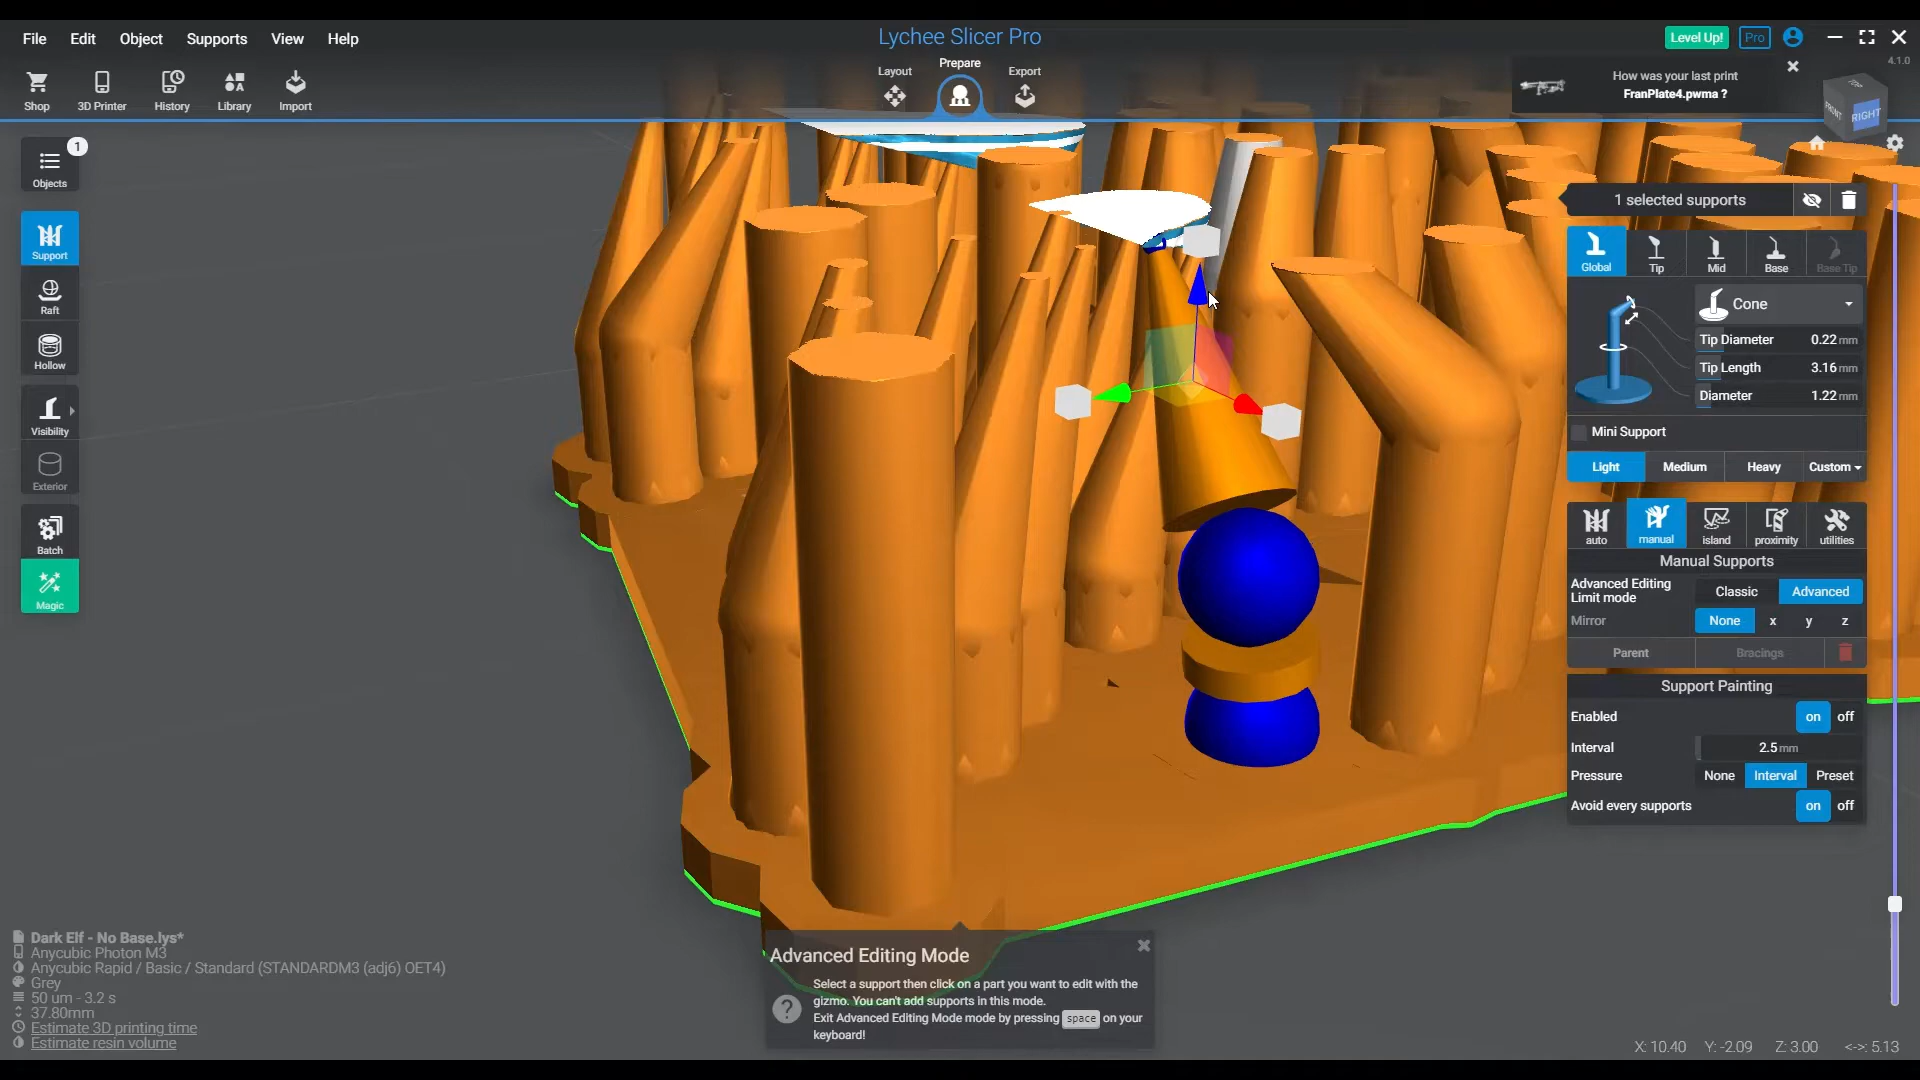 File Edit Object Supports View Help
Lychee Slicer Pro
Level Up! Pro
4.1.0
Shop 3D Printer History Library Import
Layout Prepare Export
How was your last print
FranPlate4.pwma ?
FRONT RIGHT
1
Objects
Support
Raft
Hollow
Visibility
Exterior
Batch
Magic
1 selected supports
Global Tip Mid Base Base Tip
Cone
Tip Diameter 0.22 mm
Tip Length 3.16 mm
Diameter 1.22 mm
Mini Support
Light Medium Heavy Custom
auto manual island proximity utilities
Manual Supports
Advanced Editing
Limit mode
Classic Advanced
Mirror None x y z
Parent Bracings
Support Painting
Enabled on off
Interval 2.5 mm
Pressure None Interval Preset
Avoid every supports on off
Dark Elf - No Base.lys*
Anycubic Photon M3
Anycubic Rapid / Basic / Standard (STANDARDM3 (adj6) OET4)
Grey
50 um - 3.2 s
37.80mm
Estimate 3D printing time
Estimate resin volume
Advanced Editing Mode
Select a support then click on a part you want to edit with the
gizmo. You can't add supports in this mode.
Exit Advanced Editing Mode mode by pressing space on your
keyboard!
X: 10.40 Y: -2.09 Z: 3.00 <->: 5.13